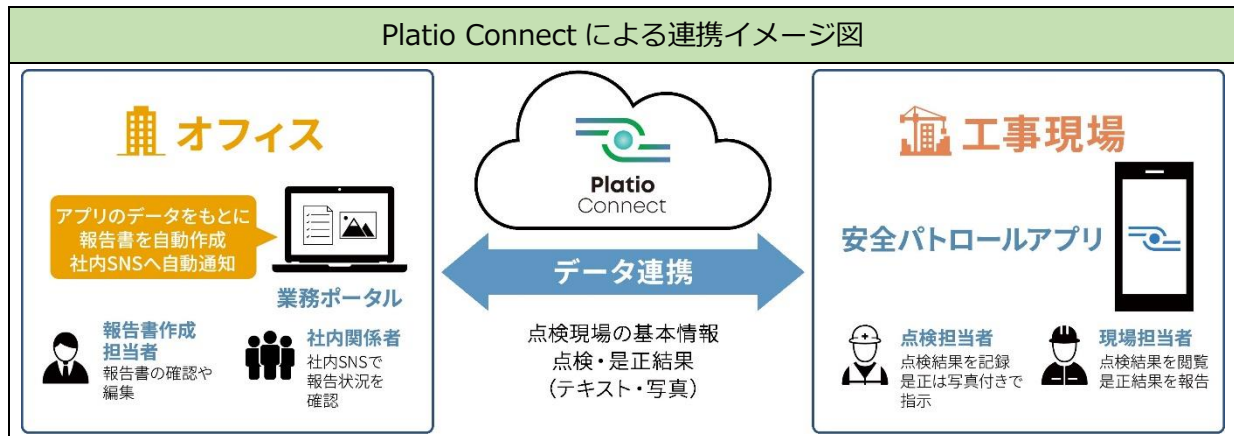 Platio Connect による連携イメージ図
オフィス
アプリのデータをもとに
報告書を自動作成
社内SNSへ自動通知
業務ポータル
報告書作成
担当者
報告書の確認や
編集
社内関係者
社内SNSで
報告状況を
確認
Platio
Connect
データ連携
点検現場の基本情報
点検・是正結果
(テキスト・写真)
工事現場
安全パトロールアプリ
点検担当者
点検結果を記録
是正は写真付きで
指示
現場担当者
点検結果を閲覧
是正結果を報告